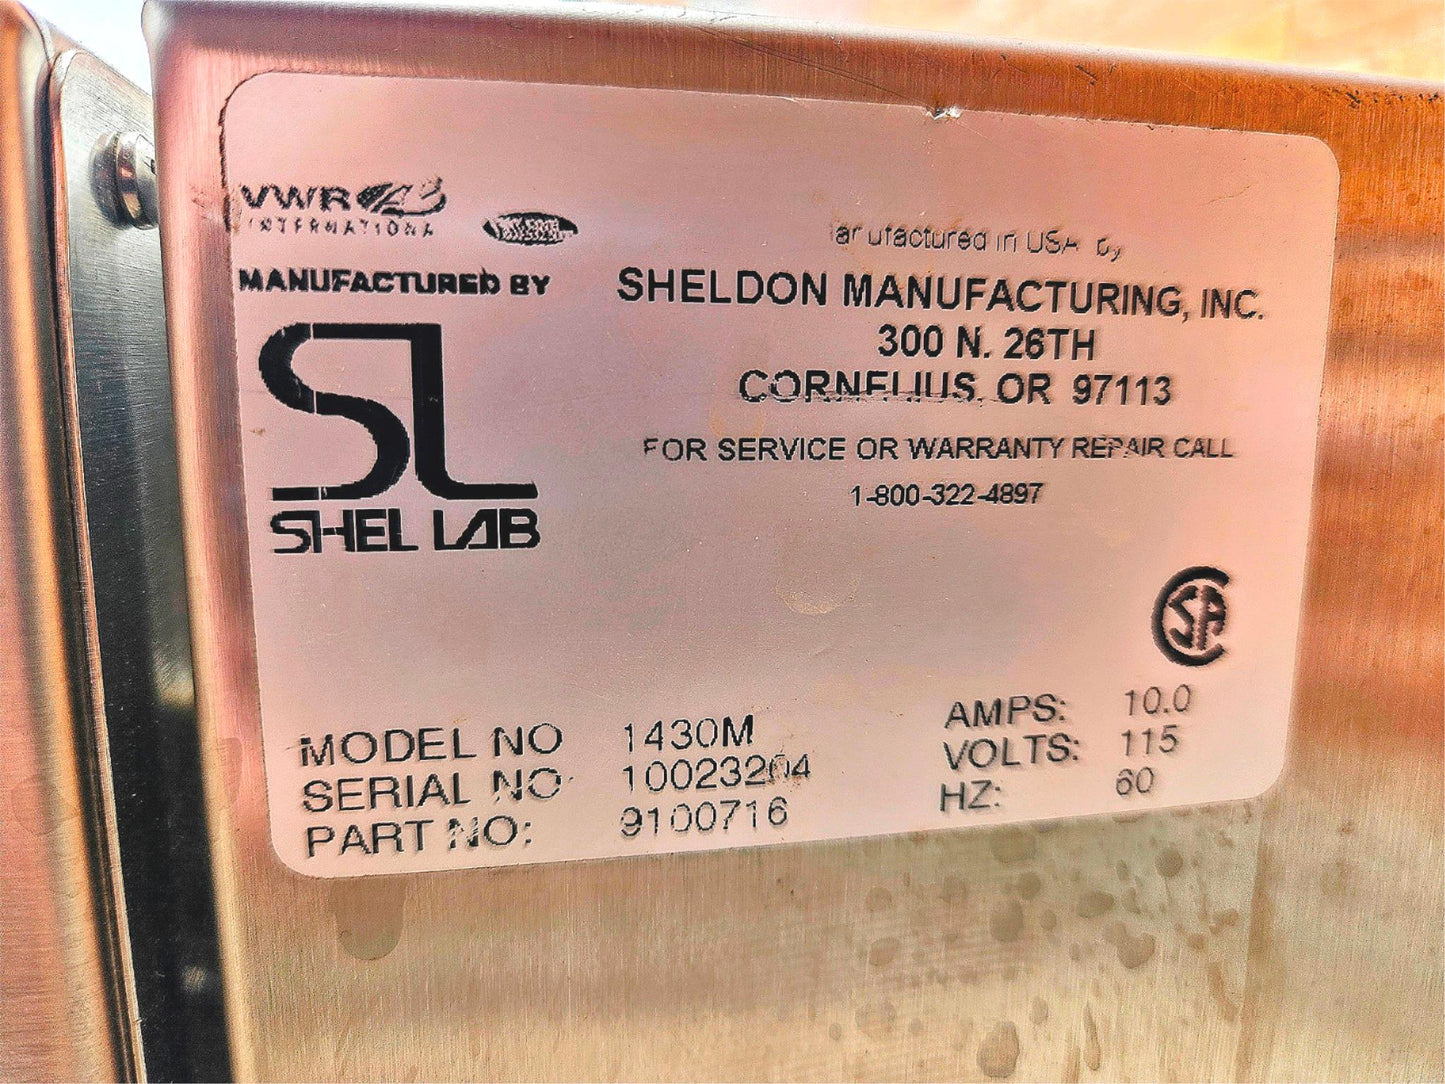 VWR
INTERNATIONAL
MANUFACTURED BY
SL
SHEL LAB
Manufactured in USA by
SHELDON MANUFACTURING, INC.
300 N. 26TH
CORNELIUS, OR 97113
FOR SERVICE OR WARRANTY REPAIR CALL
1-800-322-4897
CSA
MODEL NO 1430M
SERIAL NO 10023204
PART NO: 9100716
AMPS: 10.0
VOLTS: 115
HZ: 60